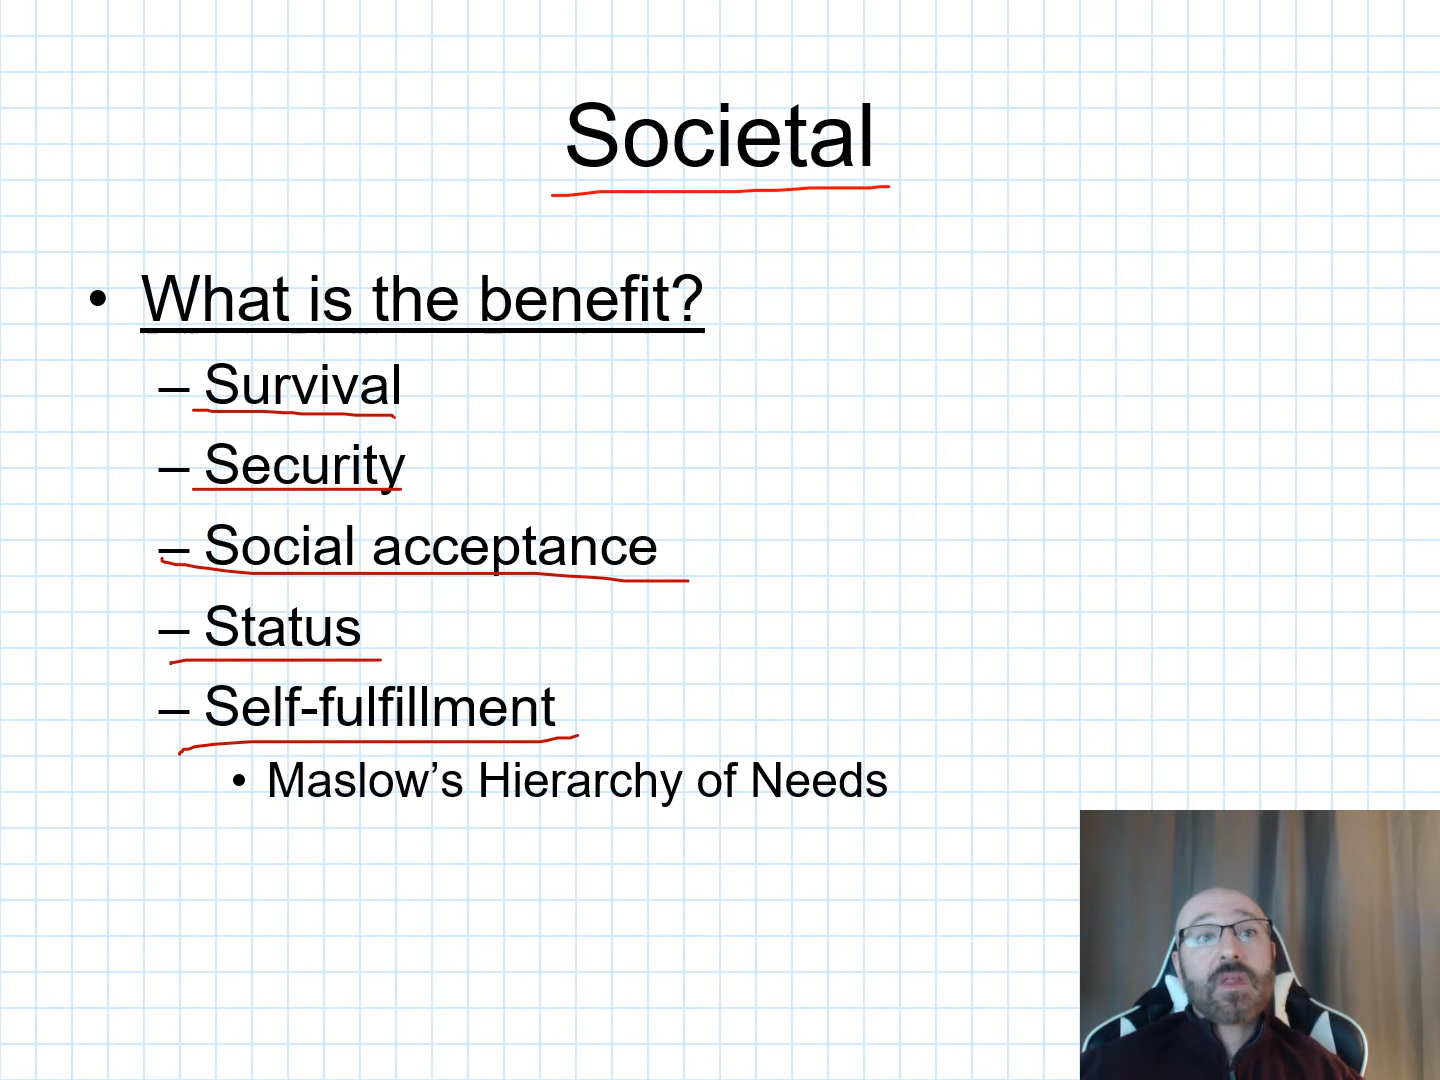 Societal
• What is the benefit?
– Survival
– Security
– Social acceptance
– Status
– Self-fulfillment
• Maslow’s Hierarchy of Needs